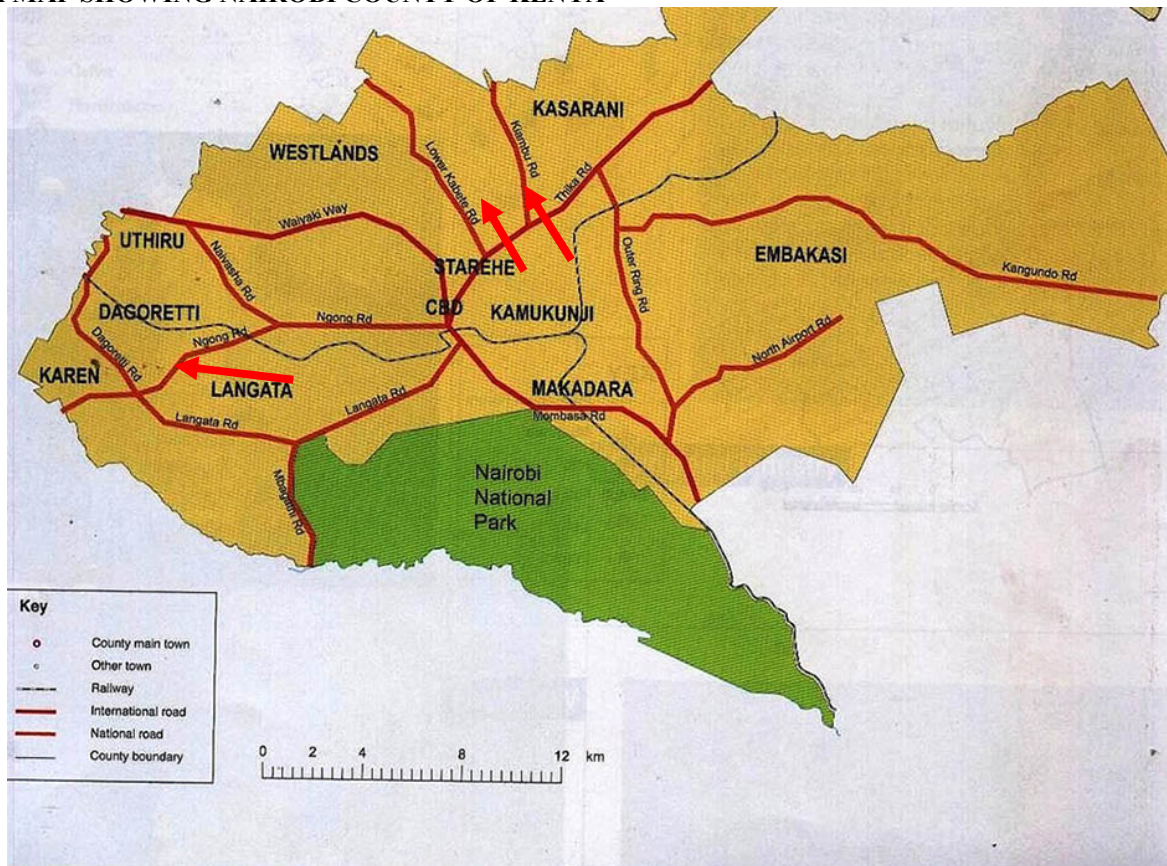 A MAP SHOWING NAIROBI COUNTY OF KENYA
KASARANI
WESTLANDS
Kiambu Rd
Lower Kabete Rd
Thika Rd
Waiyaki Way
UTHIRU
Naivasha Rd
STAREHE
Outer Ring Rd
EMBAKASI
Kangundo Rd
DAGORETTI
CBD
KAMUKUNJI
Ngong Rd
Ngong Rd
North Airport Rd
Dagoretti Rd
KAREN
LANGATA
Langata Rd
MAKADARA
Mombasa Rd
Langata Rd
Mbagathi Rd
Nairobi
National
Park
Key
County main town
Other town
Railway
International road
National road
County boundary
0 2 4 8 12 km